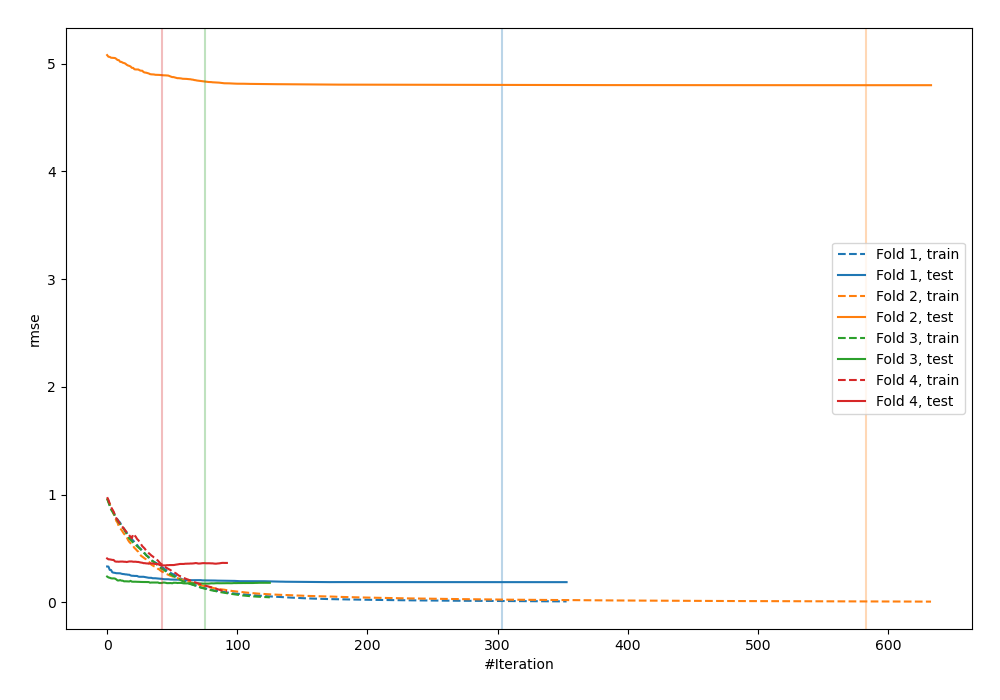 5
4
3
2
1
0
rmse
0
100
200
300
400
500
600
#Iteration
Fold 1, train
Fold 1, test
Fold 2, train
Fold 2, test
Fold 3, train
Fold 3, test
Fold 4, train
Fold 4, test